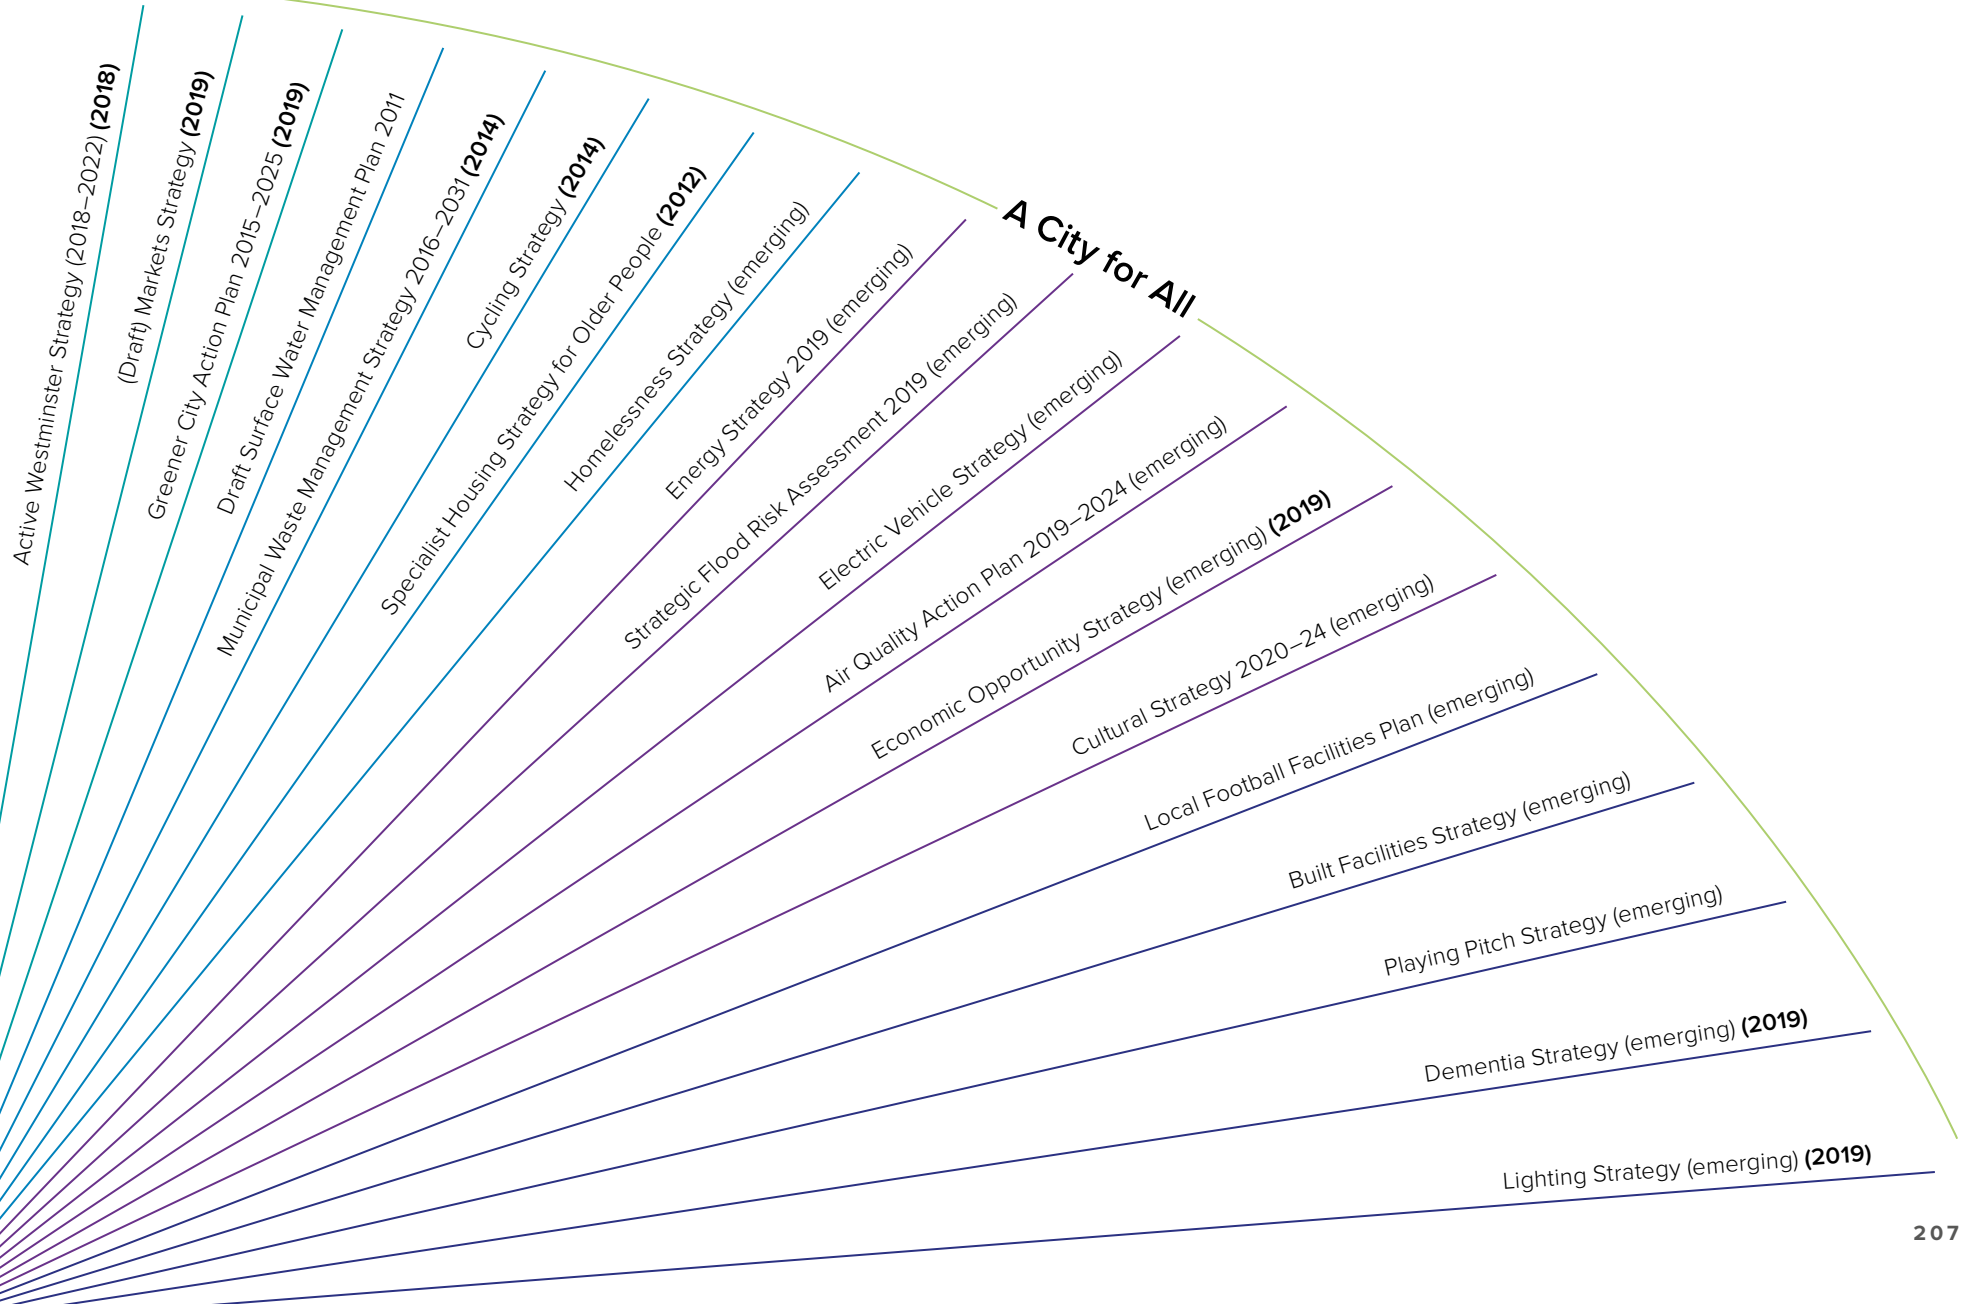 Active Westminster Strategy (2018–2022) (2018)
(Draft) Markets Strategy (2019)
Greener City Action Plan 2015–2025 (2019)
Draft Surface Water Management Plan 2011
Municipal Waste Management Strategy 2016–2031 (2014)
Cycling Strategy (2014)
Specialist Housing Strategy for Older People (2012)
Homelessness Strategy (emerging)
Energy Strategy 2019 (emerging)
A City for All
Strategic Flood Risk Assessment 2019 (emerging)
Electric Vehicle Strategy (emerging)
Air Quality Action Plan 2019–2024 (emerging)
Economic Opportunity Strategy (emerging) (2019)
Cultural Strategy 2020–24 (emerging)
Local Football Facilities Plan (emerging)
Built Facilities Strategy (emerging)
Playing Pitch Strategy (emerging)
Dementia Strategy (emerging) (2019)
Lighting Strategy (emerging) (2019)
207